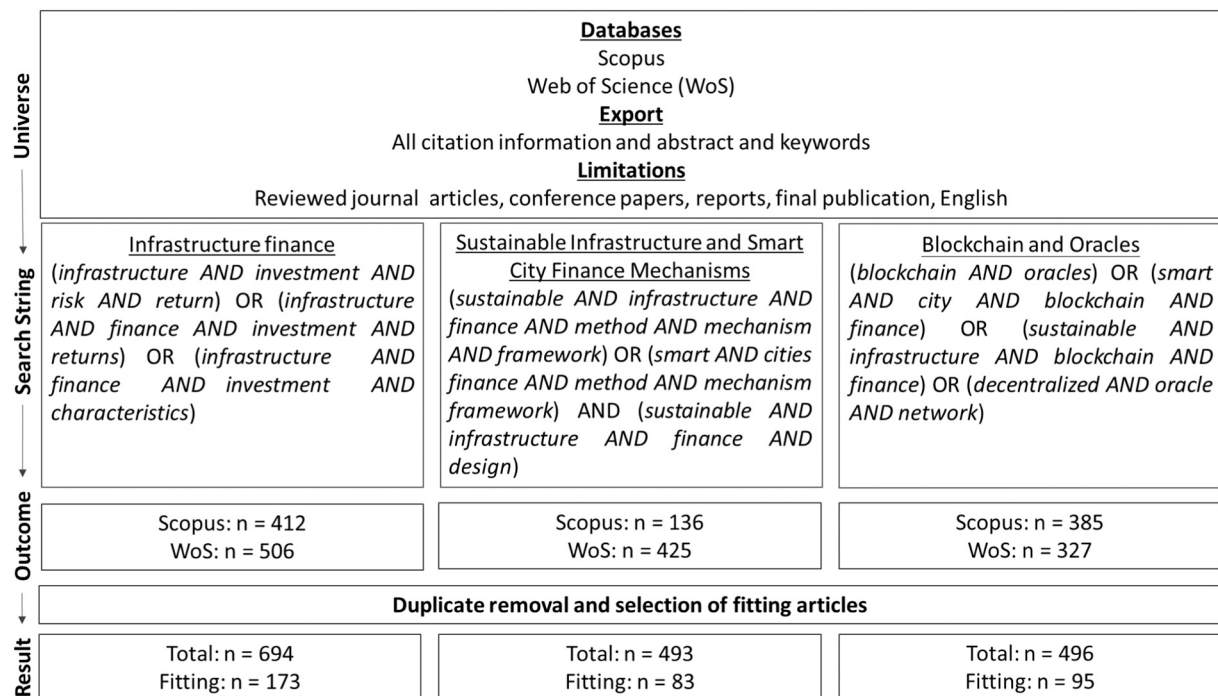 Universe
Databases
Scopus
Web of Science (WoS)
Export
All citation information and abstract and keywords
Limitations
Reviewed journal articles, conference papers, reports, final publication, English
Search String
Infrastructure finance
(infrastructure AND investment AND
risk AND return) OR (infrastructure
AND finance AND investment AND
returns) OR (infrastructure AND
finance AND investment AND
characteristics)
Sustainable Infrastructure and Smart
City Finance Mechanisms
(sustainable AND infrastructure AND
finance AND method AND mechanism
AND framework) OR (smart AND cities
finance AND method AND mechanism
framework) AND (sustainable AND
infrastructure AND finance AND
design)
Blockchain and Oracles
(blockchain AND oracles) OR (smart
AND city AND blockchain AND
finance) OR (sustainable AND
infrastructure AND blockchain AND
finance) OR (decentralized AND oracle
AND network)
Outcome
Scopus: n = 412
WoS: n = 506
Scopus: n = 136
WoS: n = 425
Scopus: n = 385
WoS: n = 327
Duplicate removal and selection of fitting articles
Result
Total: n = 694
Fitting: n = 173
Total: n = 493
Fitting: n = 83
Total: n = 496
Fitting: n = 95